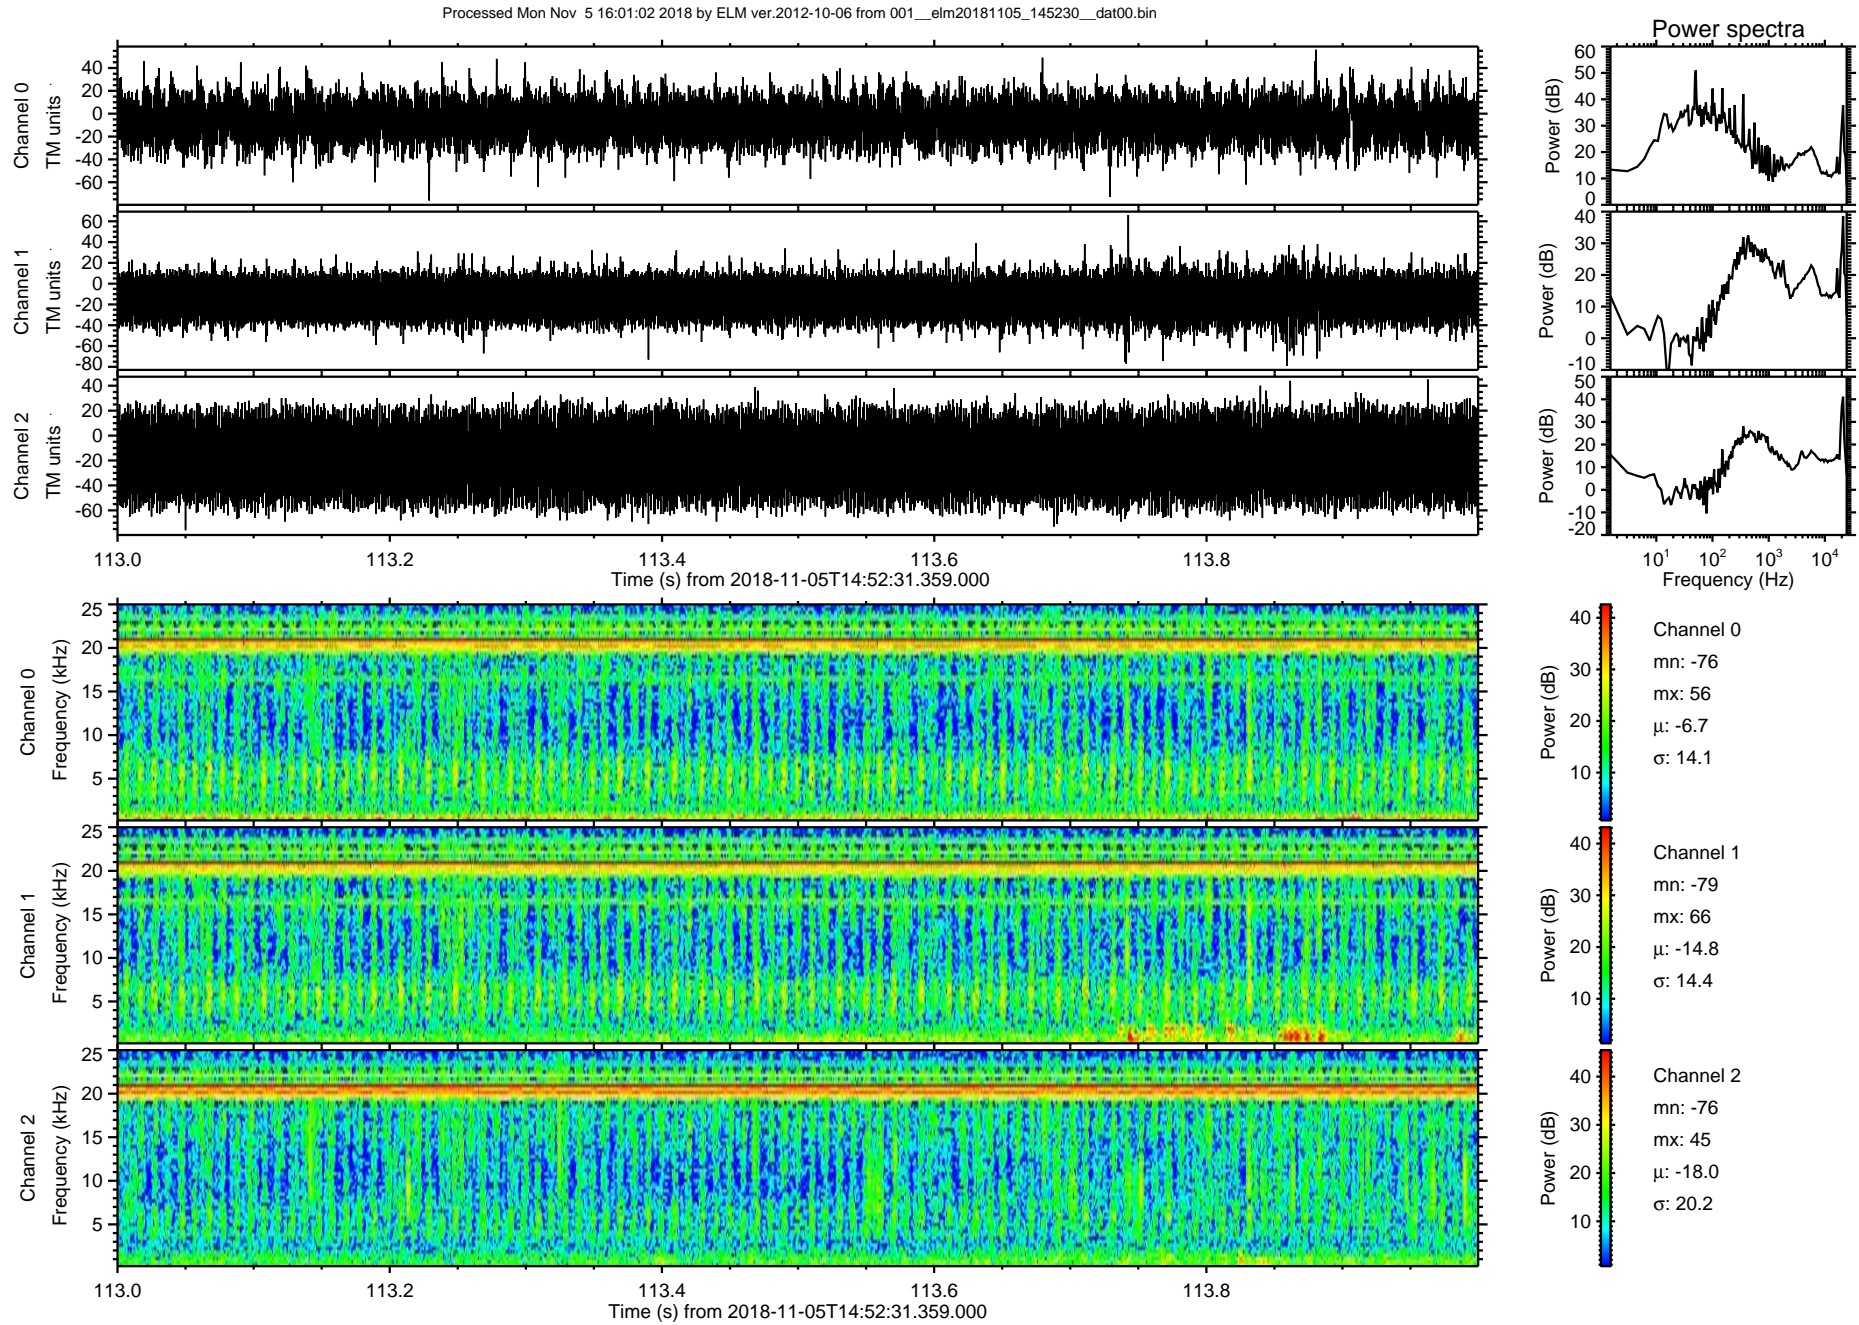 Processed Mon Nov  5 16:01:02 2018 by ELM ver.2012-10-06 from 001__elm20181105_145230__dat00.bin
Power spectra
Channel 0
TM units
40
20
0
-20
-40
-60
Power (dB)
60
50
40
30
20
10
0
Channel 1
TM units
60
40
20
0
-20
-40
-60
-80
Power (dB)
40
30
20
10
0
-10
Channel 2
TM units
40
20
0
-20
-40
-60
Power (dB)
50
40
30
20
10
0
-10
-20
113.0 113.2 113.4 113.6 113.8
Time (s) from 2018-11-05T14:52:31.359.000
10¹ 10² 10³ 10⁴
Frequency (Hz)
Channel 0
Frequency (kHz)
25
20
15
10
5
Power (dB)
40
30
20
10
Channel 0
mn: -76
mx: 56
μ: -6.7
σ: 14.1
Channel 1
Frequency (kHz)
25
20
15
10
5
Power (dB)
40
30
20
10
Channel 1
mn: -79
mx: 66
μ: -14.8
σ: 14.4
Channel 2
Frequency (kHz)
25
20
15
10
5
Power (dB)
40
30
20
10
Channel 2
mn: -76
mx: 45
μ: -18.0
σ: 20.2
113.0 113.2 113.4 113.6 113.8
Time (s) from 2018-11-05T14:52:31.359.000